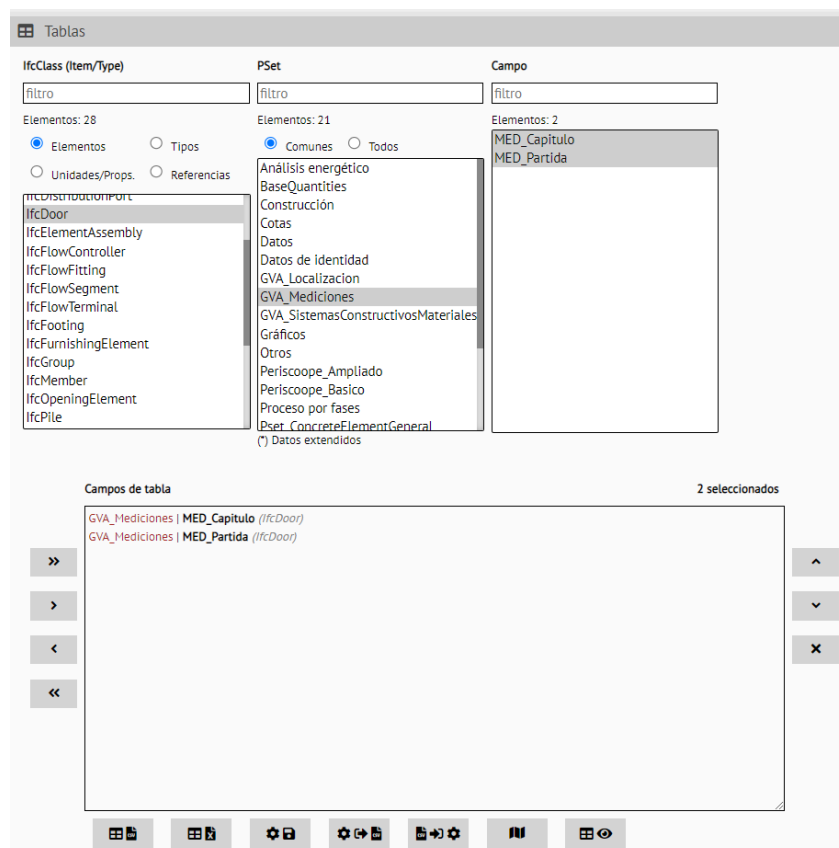 Tablas
IfcClass (Item/Type)
filtro
Elementos: 28
Elementos
Tipos
Unidades/Props.
Referencias
IfcDistributionPort
IfcDoor
IfcElementAssembly
IfcFlowController
IfcFlowFitting
IfcFlowSegment
IfcFlowTerminal
IfcFooting
IfcFurnishingElement
IfcGroup
IfcMember
IfcOpeningElement
IfcPile
PSet
filtro
Elementos: 21
Comunes
Todos
Análisis energético
BaseQuantities
Construcción
Cotas
Datos
Datos de identidad
GVA_Localizacion
GVA_Mediciones
GVA_SistemasConstructivosMateriales
Gráficos
Otros
Periscoope_Ampliado
Periscoope_Basico
Proceso por fases
Pset_ConcreteElementGeneral
(*) Datos extendidos
Campo
filtro
Elementos: 2
MED_Capitulo
MED_Partida
Campos de tabla
2 seleccionados
GVA_Mediciones | MED_Capitulo (IfcDoor)
GVA_Mediciones | MED_Partida (IfcDoor)